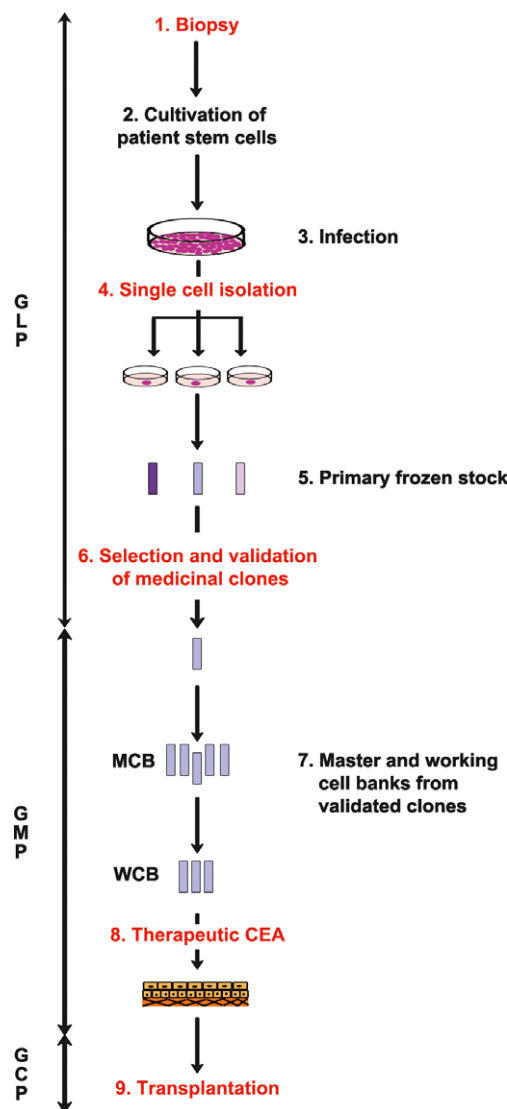 1. Biopsy
2. Cultivation of
patient stem cells
3. Infection
4. Single cell isolation
G
L
P
5. Primary frozen stock
6. Selection and validation
of medicinal clones
MCB
7. Master and working
cell banks from
validated clones
G
M
P
WCB
8. Therapeutic CEA
G
C
P
9. Transplantation